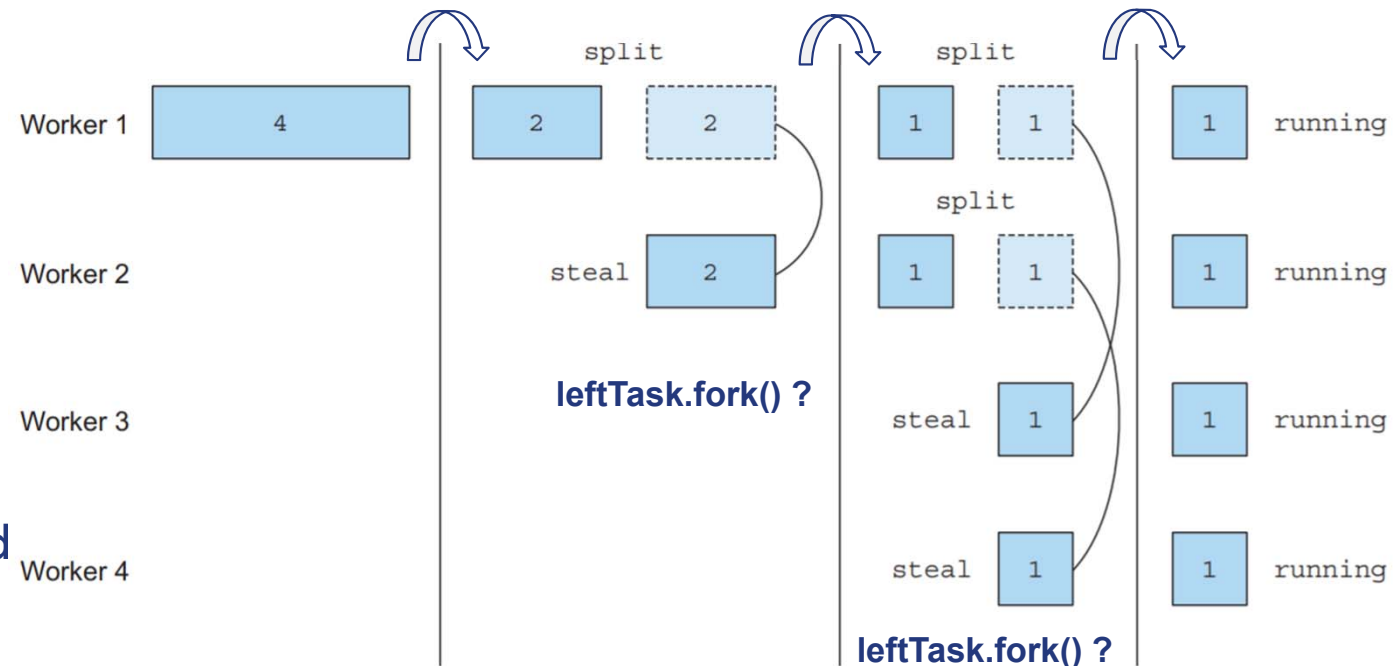 split split
Worker 1 4 2 2 1 1 1 running
split
Worker 2 steal 2 1 1 1 running
leftTask.fork() ?
Worker 3 steal 1 1 running
d
Worker 4 steal 1 1 running
leftTask.fork() ?